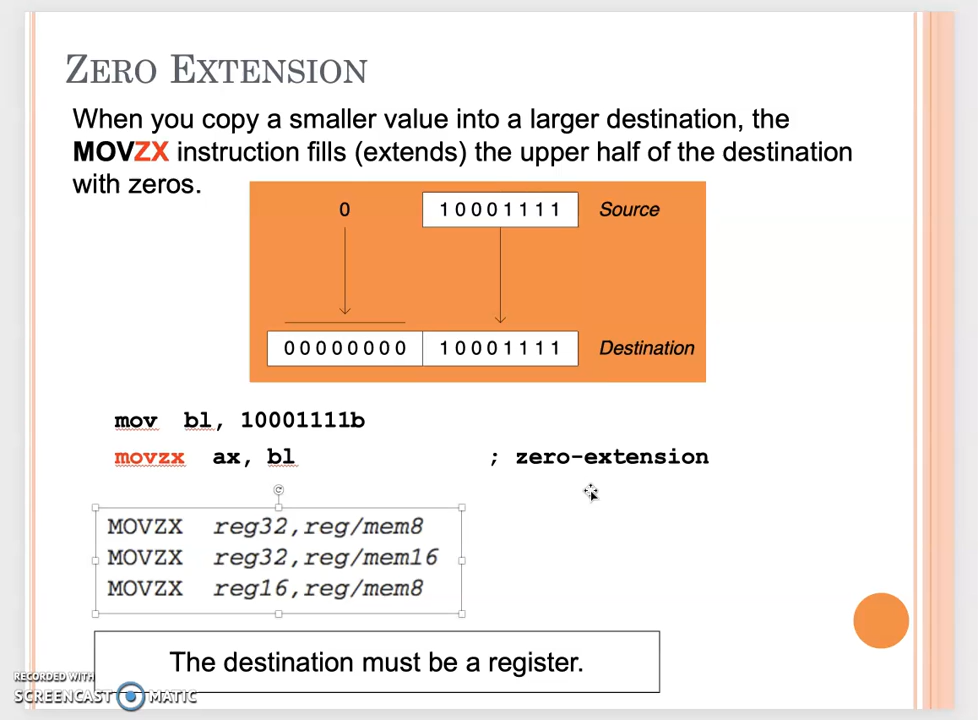 ZERO EXTENSION
When you copy a smaller value into a larger destination, the
MOVZX instruction fills (extends) the upper half of the destination
with zeros.
0 10001111 Source
00000000 10001111 Destination
mov bl, 10001111b
movzx ax, bl ; zero-extension
MOVZX reg32,reg/mem8
MOVZX reg32,reg/mem16
MOVZX reg16,reg/mem8
The destination must be a register.
RECORDED WITH
SCREENCAST MATIC